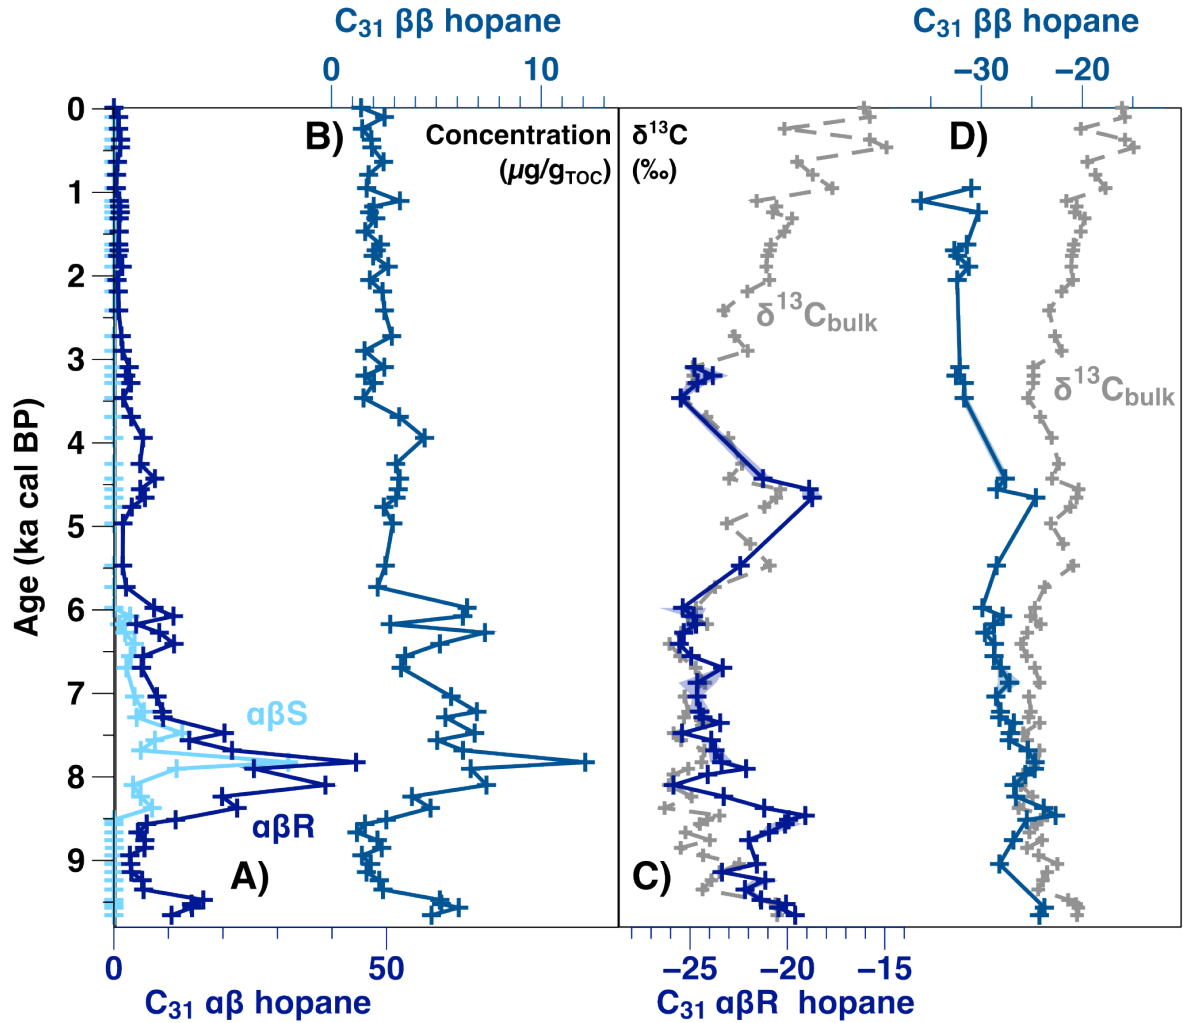 C31 ββ hopane
C31 ββ hopane
0 10
−30 −20
B)
Concentration
(µg/gTOC)
δ13C
(‰)
D)
Age (ka cal BP)
0
1
2
3
4
5
6
7
8
9
δ13Cbulk
δ13Cbulk
αβS
αβR
A)
C)
0 50
−25 −20 −15
C31 αβ hopane
C31 αβR hopane